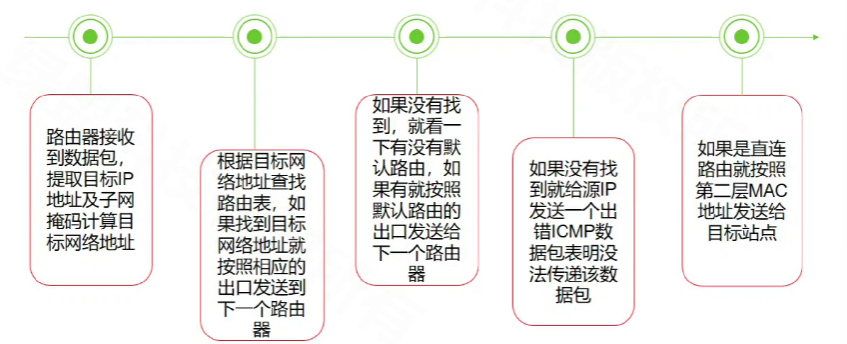 路由器接收
到数据包,
提取目标IP
地址及子网
掩码计算目
标网络地址
根据目标网
络地址查找
路由表，如
果找到目标
网络地址就
按照相应的
出口发送到
下一个路由
器
如果没有找
到，就看一
下有没有默
认路由，如
果有就按照
默认路由的
出口发送给
下一个路由
器
如果没有找
到就给源IP
发送一个出
错ICMP数
据包表明没
法传递该数
据包
如果是直连
路由就按照
第二层MAC
地址发送给
目标站点